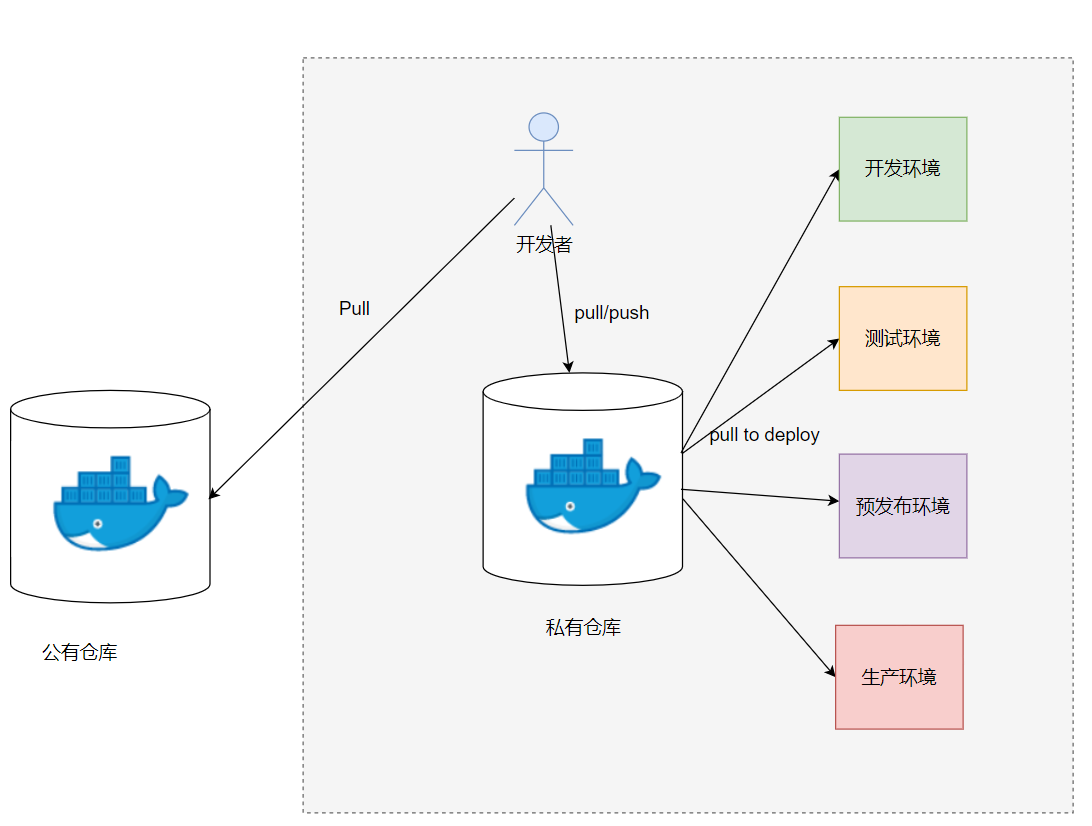 开发者
开发环境
Pull
pull/push
测试环境
pull to deploy
预发布环境
私有仓库
公有仓库
生产环境